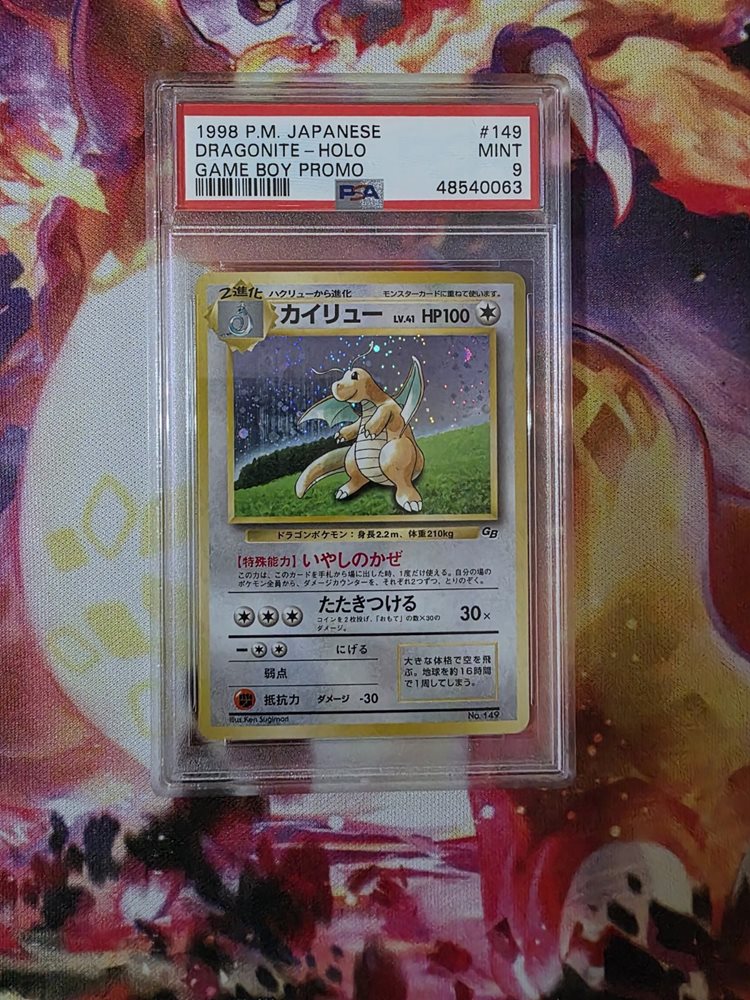 1998 P.M. JAPANESE #149
DRAGONITE-HOLO MINT
GAME BOY PROMO 9
PSA 48540063
2進化 ハクリューから進化 モンスターカードに重ねて使います。
カイリュー LV.41 HP100
ドラゴンポケモン:身長2.2m、体重210kg
GB
【特殊能力】いやしのかぜ
この力は、このカードを手札から場に出した時、1度だけ使える。自分の場の
ポケモン全員から、ダメージカウンターを、それぞれ2つずつ、とりのぞく。
たたきつける 30×
コインを2枚投げ、「おもて」の数×30の
ダメージ。
にげる
弱点
抵抗力 ダメージ -30
大きな体格で空を飛
ぶ。地球を約16時間
で1周してしまう。
Illus.Ken Sugimori No.149